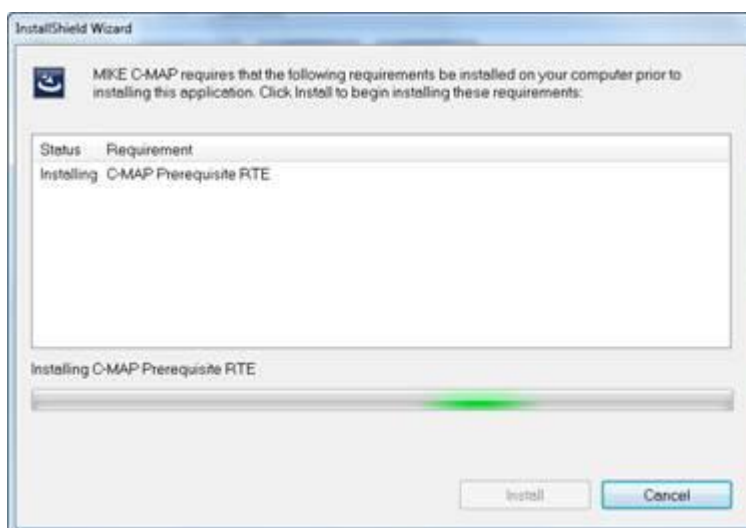 InstallShield Wizard
MIKE C-MAP requires that the following requirements be installed on your computer prior to
installing this application. Click Install to begin installing these requirements:
Status Requirement
Installing C-MAP Prerequisite RTE
Installing C-MAP Prerequisite RTE
Install Cancel